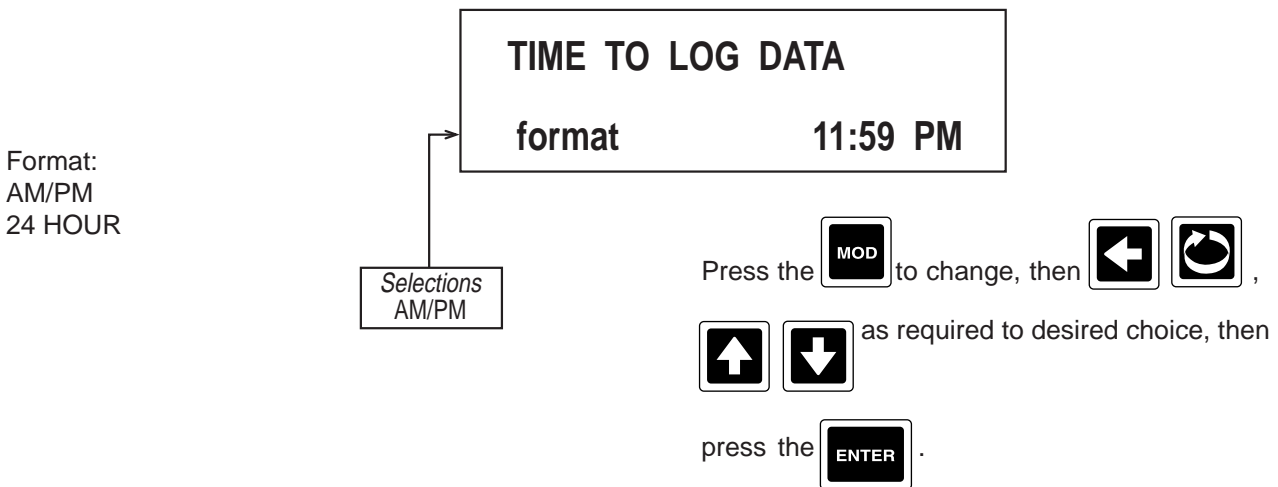 TIME TO LOG DATA
format 11:59 PM
Format:
AM/PM
24 HOUR
Selections
AM/PM
Press the MOD to change, then ,
as required to desired choice, then
press the ENTER .